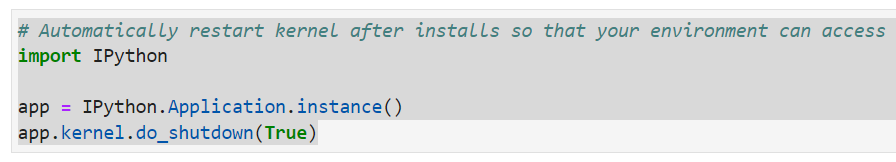 # Automatically restart kernel after installs so that your environment can access
import IPython
app = IPython.Application.instance()
app.kernel.do_shutdown(True)